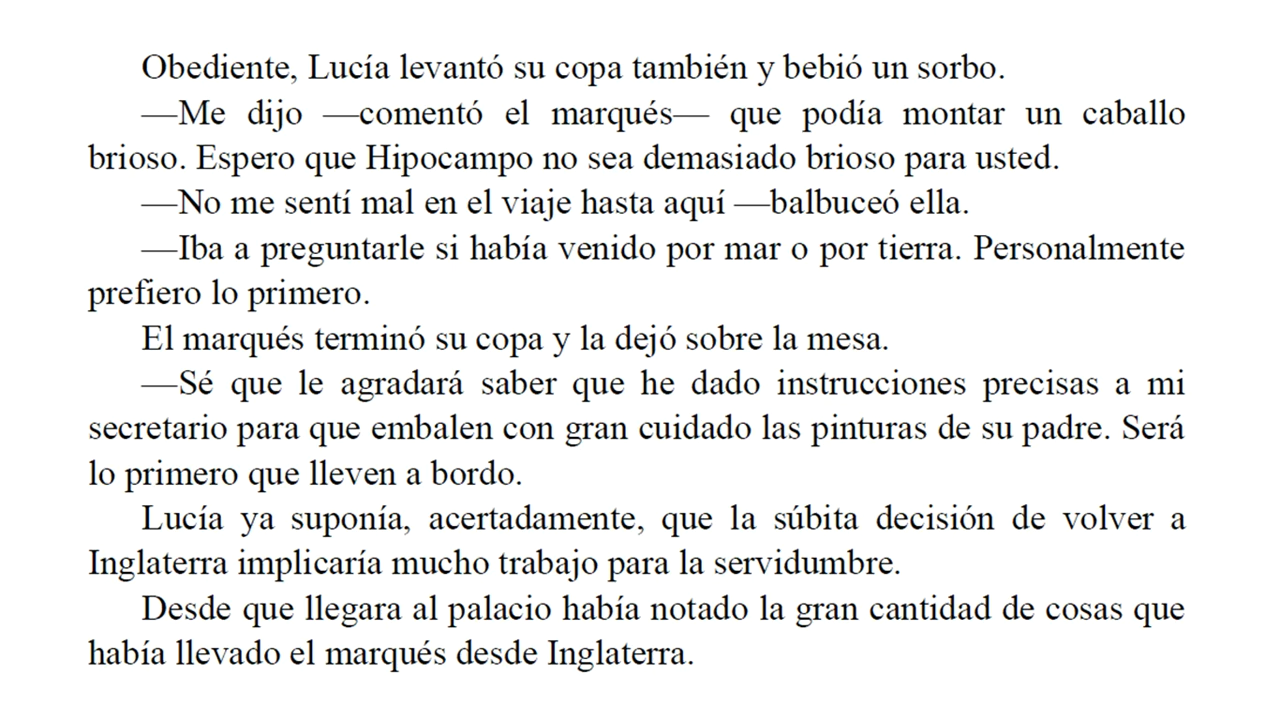 Obediente, Lucía levantó su copa también y bebió un sorbo.
—Me dijo —comentó el marqués— que podía montar un caballo
brioso. Espero que Hipocampo no sea demasiado brioso para usted.
—No me sentí mal en el viaje hasta aquí —balbuceó ella.
—Iba a preguntarle si había venido por mar o por tierra. Personalmente
prefiero lo primero.
El marqués terminó su copa y la dejó sobre la mesa.
—Sé que le agradará saber que he dado instrucciones precisas a mi
secretario para que embalen con gran cuidado las pinturas de su padre. Será
lo primero que lleven a bordo.
Lucía ya suponía, acertadamente, que la súbita decisión de volver a
Inglaterra implicaría mucho trabajo para la servidumbre.
Desde que llegara al palacio había notado la gran cantidad de cosas que
había llevado el marqués desde Inglaterra.